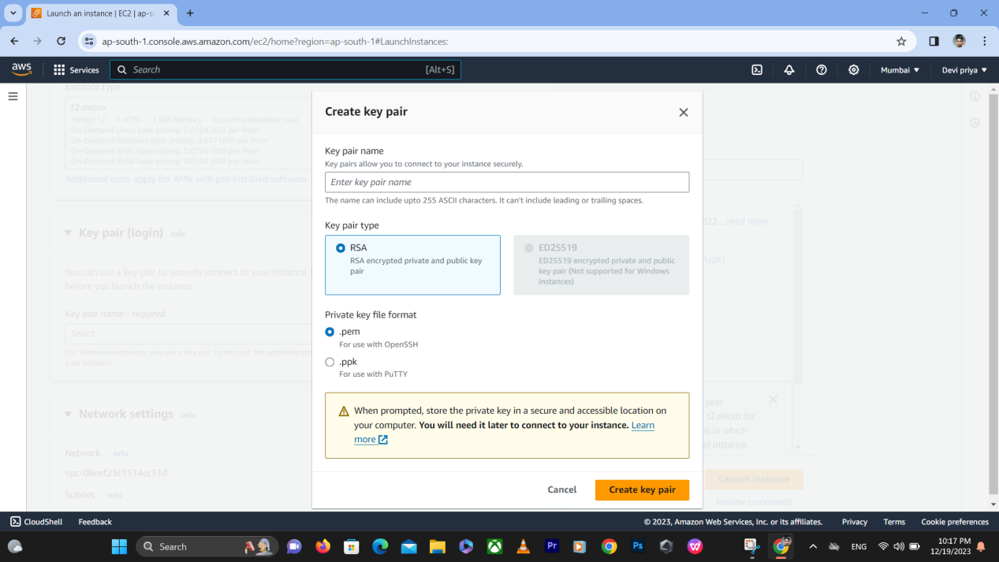 Launch an instance | EC2 | ap-so
ap-south-1.console.aws.amazon.com/ec2/home?region=ap-south-1#LaunchInstances:
aws
Services
Search
[Alt+S]
Mumbai
Devi priya
Instance type
t2.micro
Family: t2 1 vCPU 1 GiB Memory Current generation: true
On-Demand Linux base pricing: 0.0124 USD per Hour
On-Demand Windows base pricing: 0.017 USD per Hour
On-Demand RHEL base pricing: 0.0724 USD per Hour
On-Demand SUSE base pricing: 0.0124 USD per Hour
Additional costs apply for AMIs with pre-installed software
Key pair (login) Info
You can use a key pair to securely connect to your instance.
before you launch the instance.
Key pair name - required
Select
For Windows instances, you use a key pair to decrypt the administrator
your instance.
Network settings Info
Network Info
vpc-06eef23c1514cc31d
Subnet Info
Create key pair
Key pair name
Key pairs allow you to connect to your instance securely.
Enter key pair name
The name can include upto 255 ASCII characters. It can't include leading or trailing spaces.
Key pair type
RSA
RSA encrypted private and public key
pair
ED25519
ED25519 encrypted private and public
key pair (Not supported for Windows
instances)
Private key file format
.pem
For use with OpenSSH
.ppk
For use with PuTTY
When prompted, store the private key in a secure and accessible location on
your computer. You will need it later to connect to your instance. Learn
more
Cancel
Create key pair
022 ...read more
type)
year
t2.micro (or
ns in which
e) instance
Launch instance
Review commands
CloudShell
Feedback
© 2023, Amazon Web Services, Inc. or its affiliates.
Privacy
Terms
Cookie preferences
Search
Pr
Ps
ENG
10:17 PM
12/19/2023